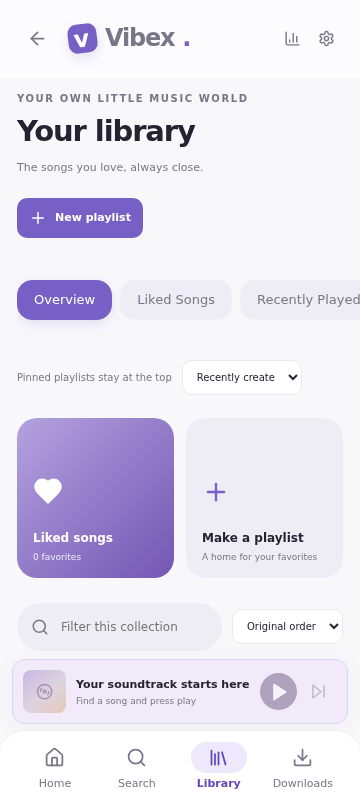 v Vibex .
YOUR OWN LITTLE MUSIC WORLD
Your library
The songs you love, always close.
New playlist
Overview
Liked Songs
Recently Played
Pinned playlists stay at the top
Recently create
Liked songs
0 favorites
Make a playlist
A home for your favorites
Filter this collection
Original order
Your soundtrack starts here
Find a song and press play
Home
Search
Library
Downloads